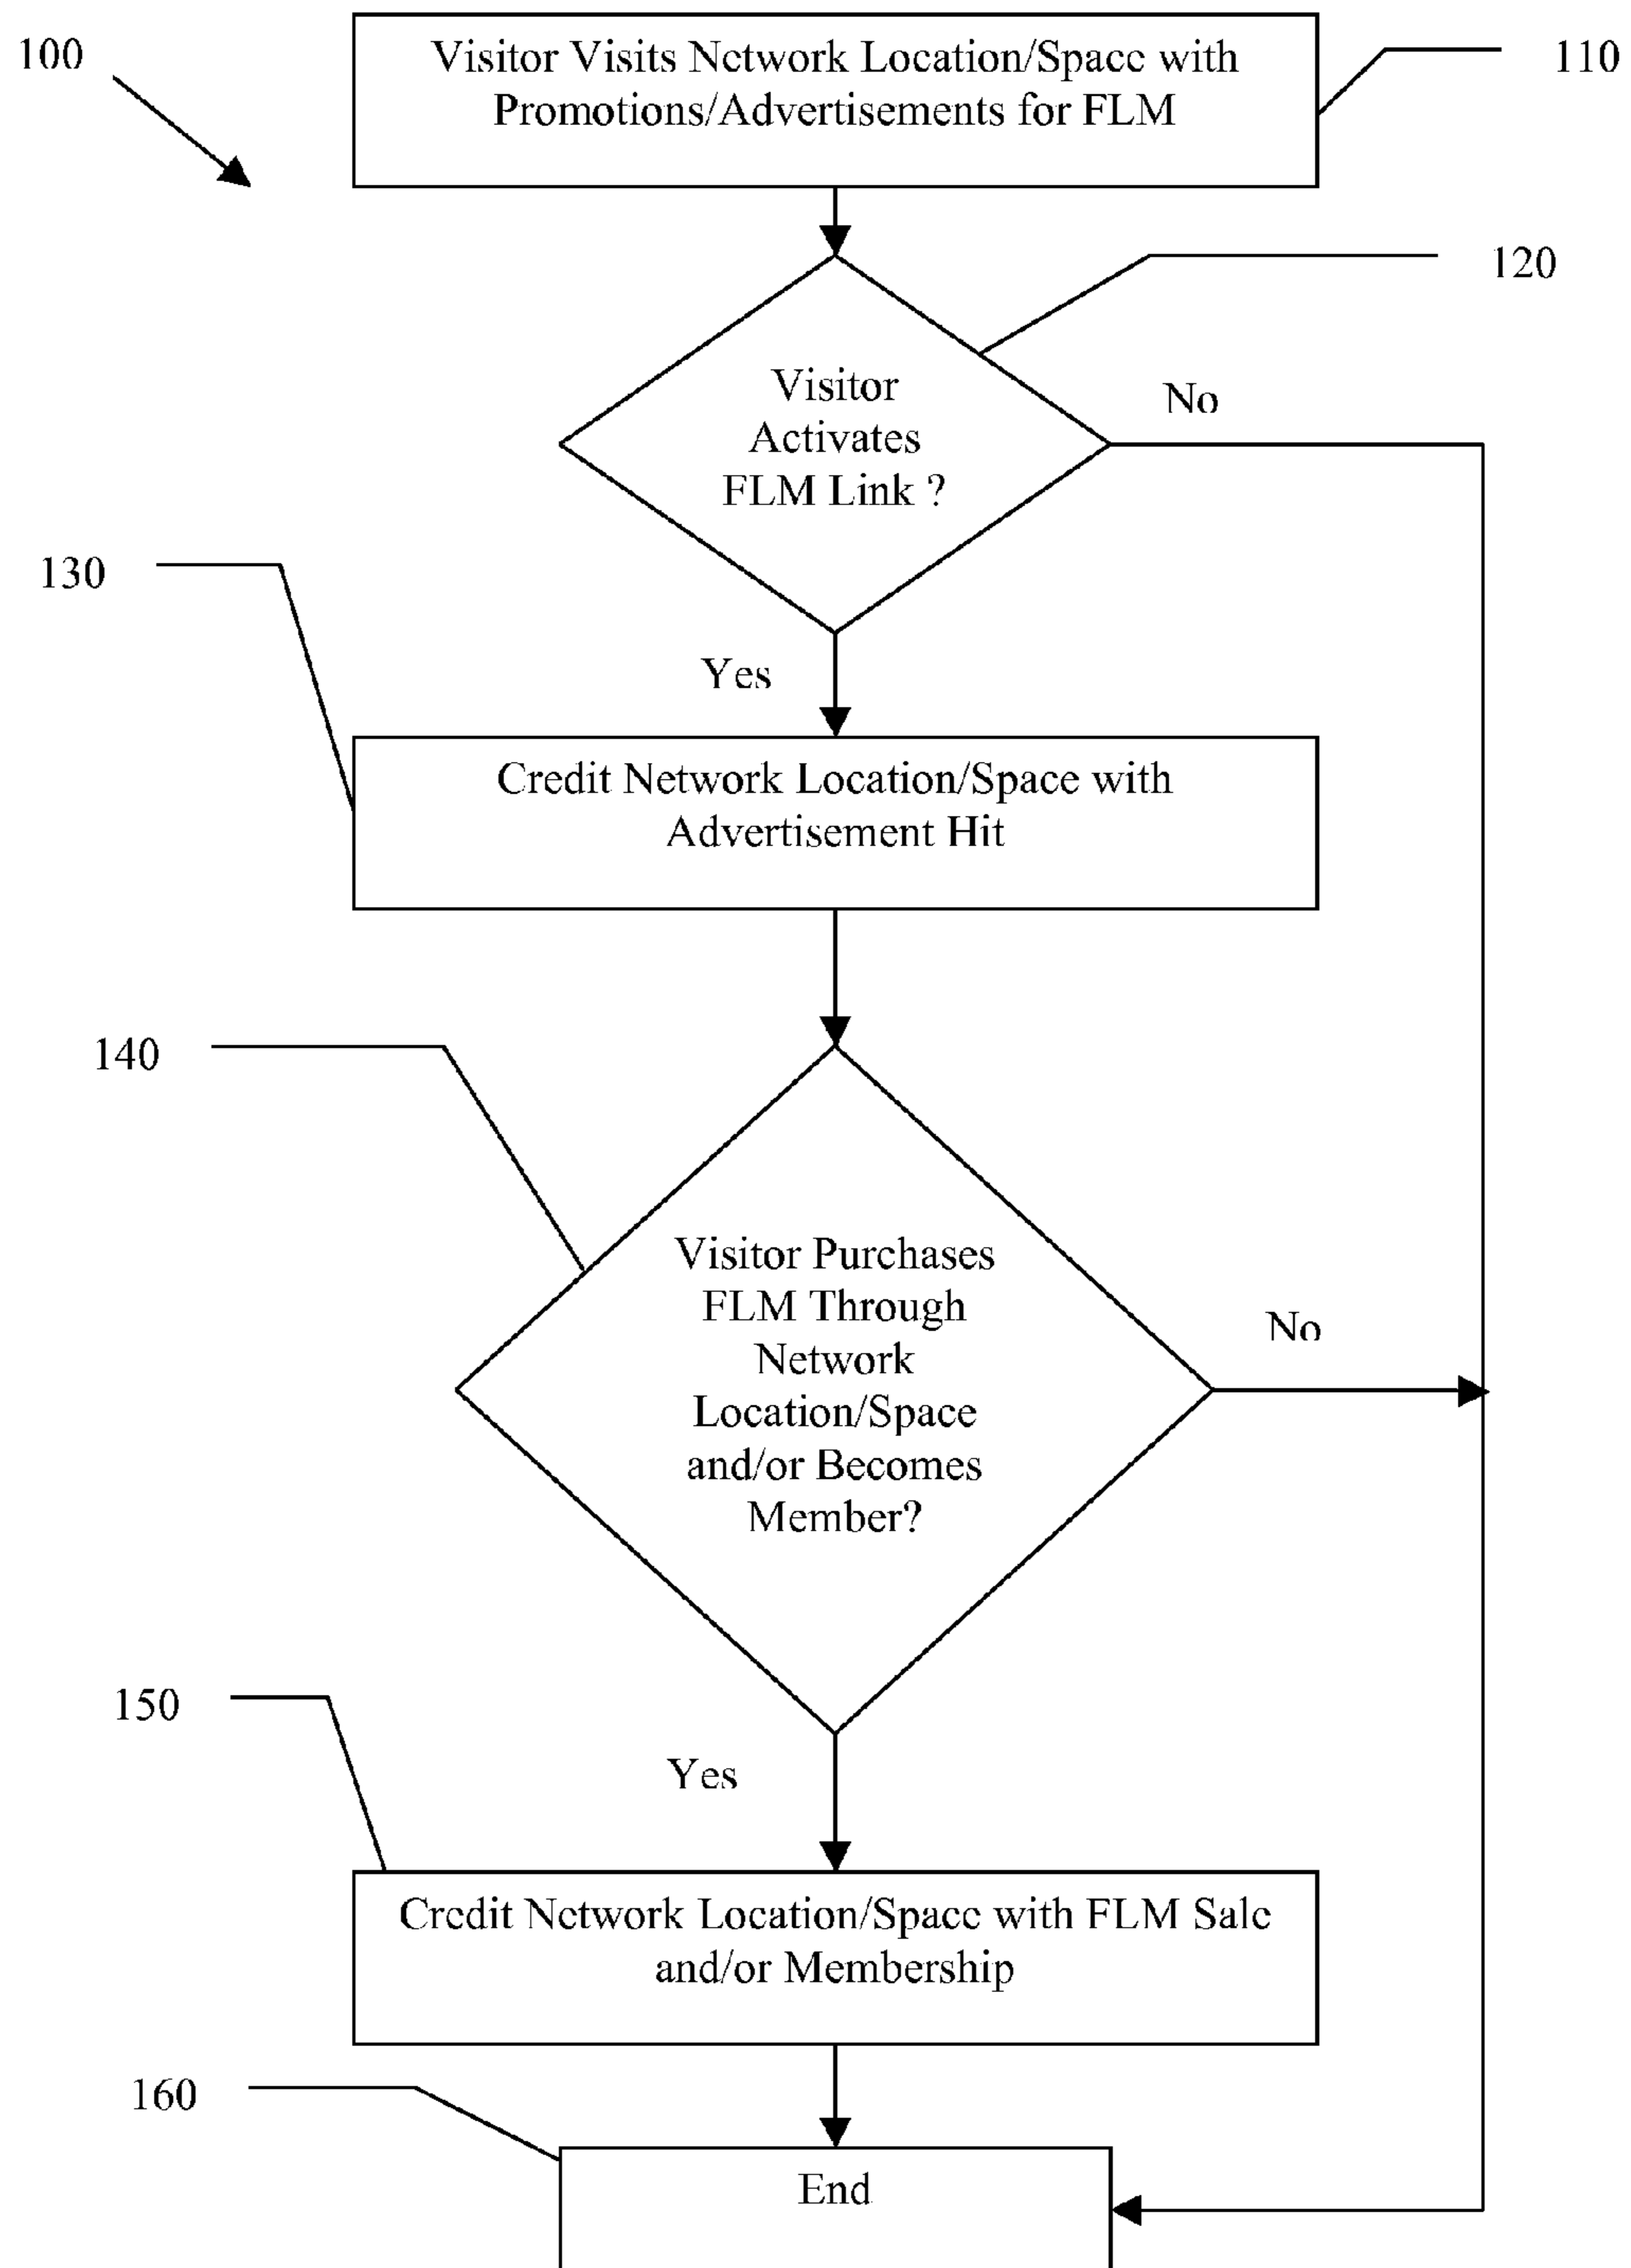 100
Visitor Visits Network Location/Space with
Promotions/Advertisements for FLM
110
120
Visitor
Activates
FLM Link ?
No
130
Yes
Credit Network Location/Space with
Advertisement Hit
140
Visitor Purchases
FLM Through
Network
Location/Space
and/or Becomes
Member?
No
150
Yes
Credit Network Location/Space with FLM Sale
and/or Membership
160
End